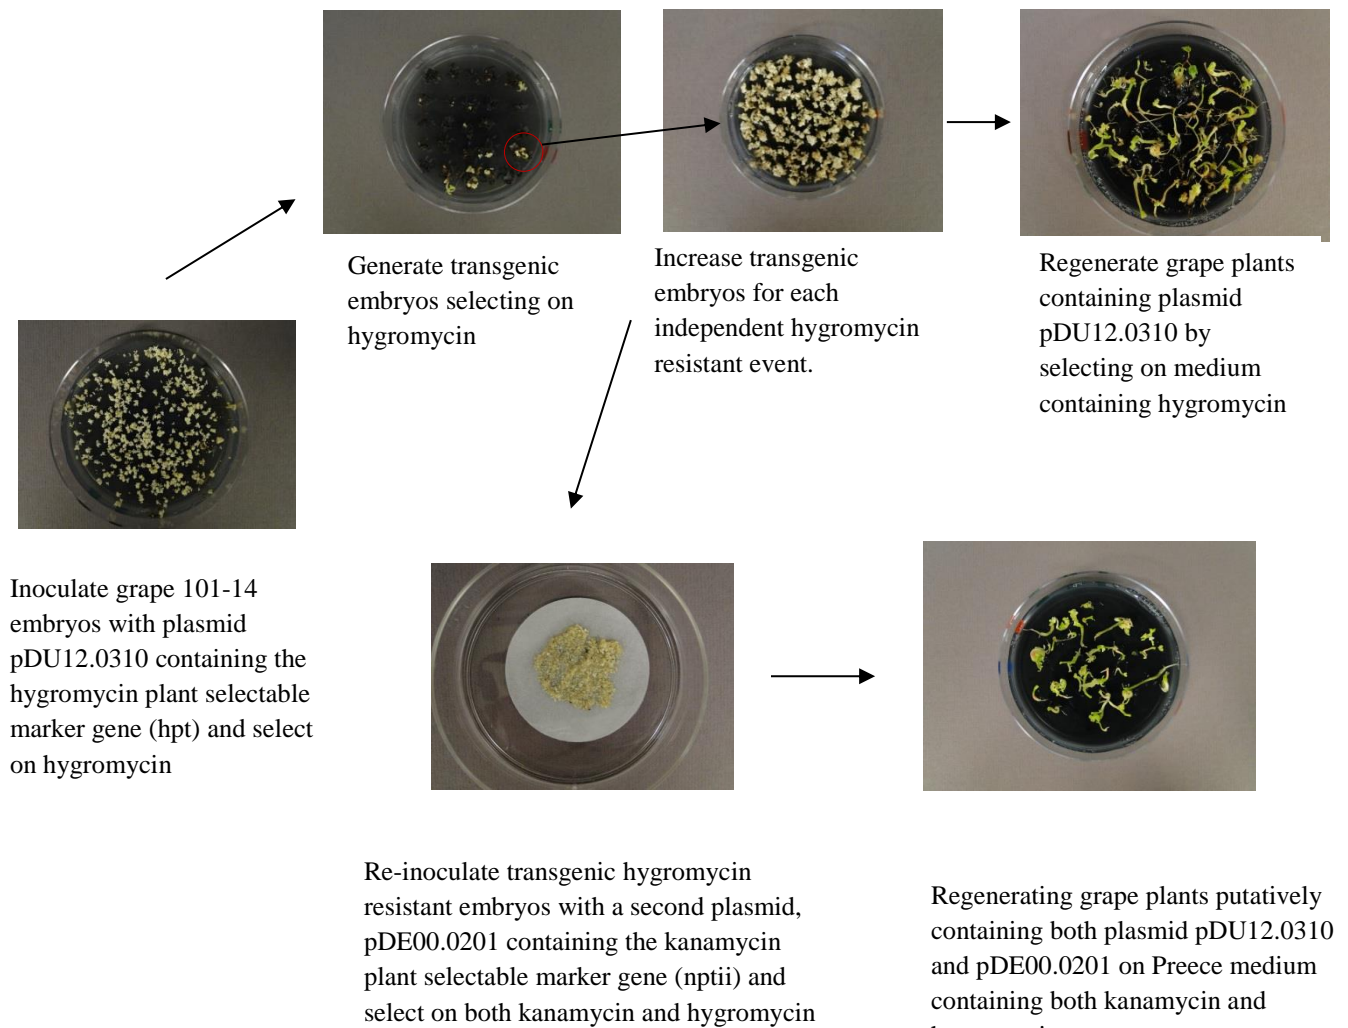 Generate transgenic
embryos selecting on
hygromycin
Increase transgenic
embryos for each
independent hygromycin
resistant event.
Regenerate grape plants
containing plasmid
pDU12.0310 by
selecting on medium
containing hygromycin
Inoculate grape 101-14
embryos with plasmid
pDU12.0310 containing the
hygromycin plant selectable
marker gene (hpt) and select
on hygromycin
Re-inoculate transgenic hygromycin
resistant embryos with a second plasmid,
pDE00.0201 containing the kanamycin
plant selectable marker gene (nptii) and
select on both kanamycin and hygromycin
Regenerating grape plants putatively
containing both plasmid pDU12.0310
and pDE00.0201 on Preece medium
containing both kanamycin and